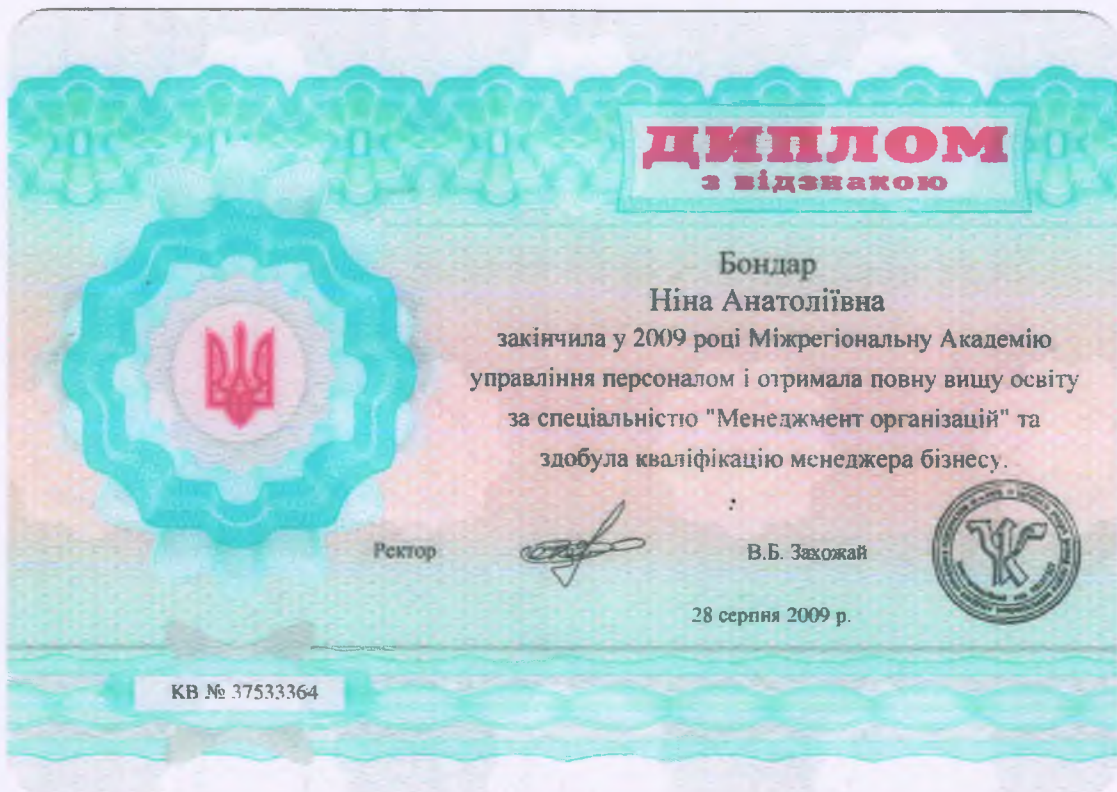 ДИПЛОМ
з відзнакою
Бондар
Ніна Анатоліївна
закінчила у 2009 році Міжрегіональну Академію
управління персоналом і отримала повну вищу освіту
за спеціальністю "Менеджмент організацій" та
здобула кваліфікацію менеджера бізнесу.
Ректор
В.Б. Захожай
28 серпня 2009 р.
КВ № 37533364